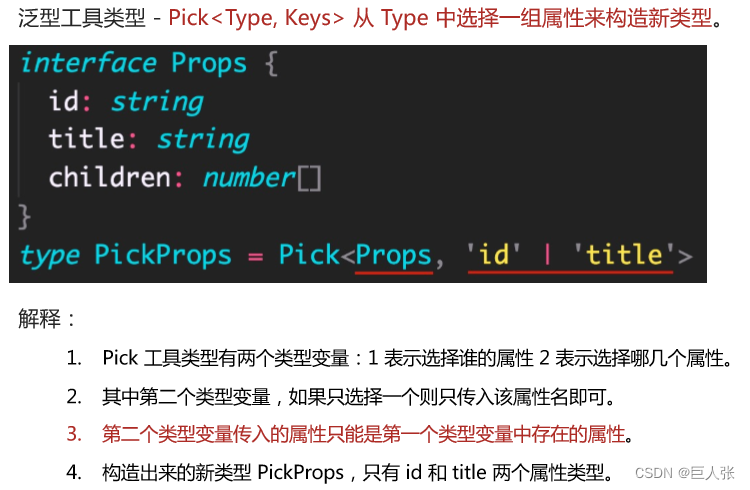 泛型工具类型 - Pick<Type, Keys> 从 Type 中选择一组属性来构造新类型。
interface Props {
  id: string
  title: string
  children: number[]
}
type PickProps = Pick<Props, 'id' | 'title'>
解释：
1. Pick 工具类型有两个类型变量：1 表示选择谁的属性 2 表示选择哪几个属性。
2. 其中第二个类型变量，如果只选择一个则只传入该属性名即可。
3. 第二个类型变量传入的属性只能是第一个类型变量中存在的属性。
4. 构造出来的新类型 PickProps，只有 id 和 title 两个属性类型。
CSDN @巨人张